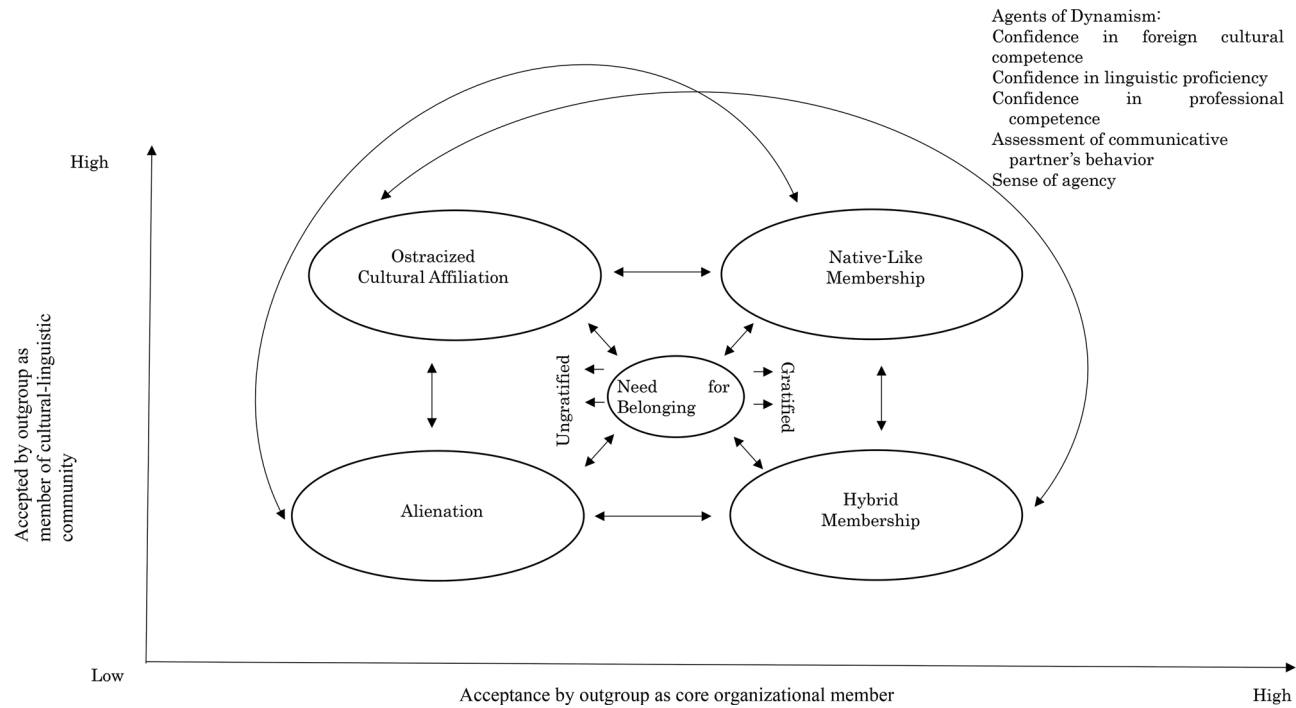 Agents of Dynamism:
Confidence in foreign cultural
competence
Confidence in linguistic proficiency
Confidence in professional
competence
Assessment of communicative
partner's behavior
Sense of agency
High
Ostracized
Cultural Affiliation
Native-Like
Membership
Ungratified
Need for
Belonging
Gratified
Accepted by outgroup as
member of cultural-linguistic
community
Alienation
Hybrid
Membership
Low
Acceptance by outgroup as core organizational member
High